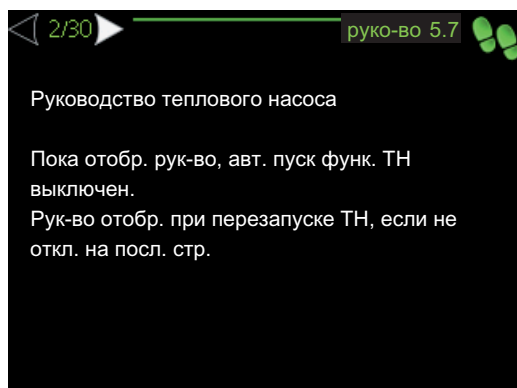 2/30 руко-во 5.7
Руководство теплового насоса
Пока отобр. рук-во, авт. пуск функ. ТН
выключен.
Рук-во отобр. при перезапуске ТН, если не
откл. на посл. стр.